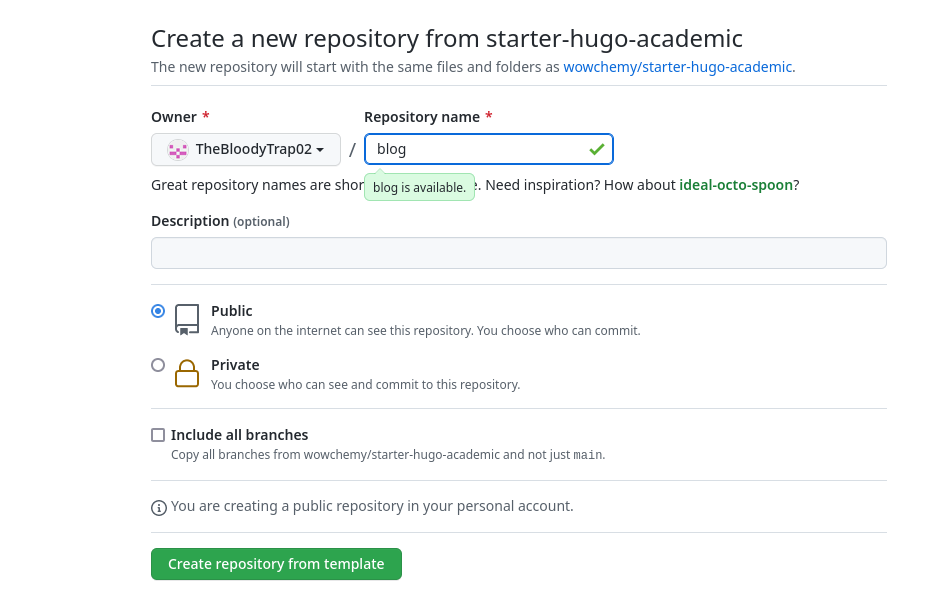 Create a new repository from starter-hugo-academic
The new repository will start with the same files and folders as wowchemy/starter-hugo-academic.
Owner * Repository name *
TheBloodyTrap02 / blog
Great repository names are shor . Need inspiration? How about ideal-octo-spoon?
blog is available.
Description (optional)
Public
Anyone on the internet can see this repository. You choose who can commit.
Private
You choose who can see and commit to this repository.
Include all branches
Copy all branches from wowchemy/starter-hugo-academic and not just main.
You are creating a public repository in your personal account.
Create repository from template